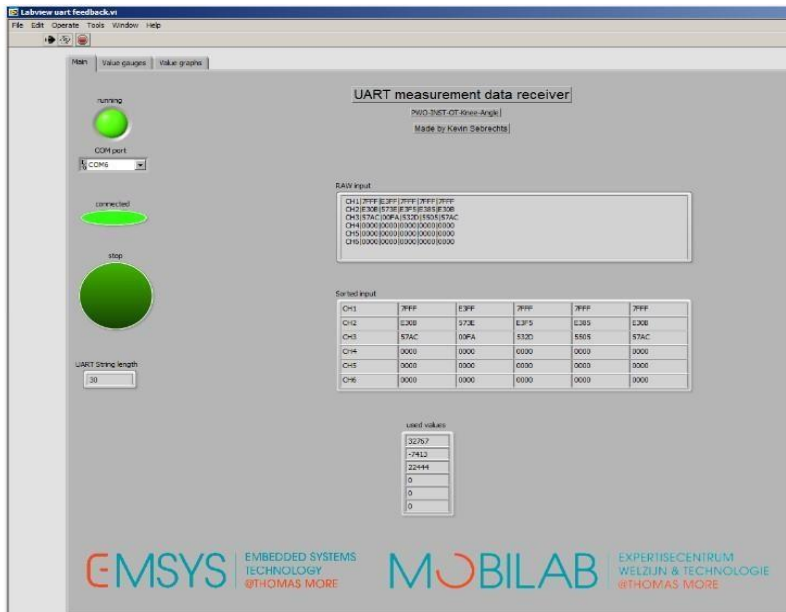 Labview uart feedback.vi
File Edit Operate Tools Window Help
Main Value gauges Value graphs
UART measurement data receiver
PWO-INST-OT-Knee-Angle
Made by Kevin Sebrechts
running
COM port
COM6
connected
stop
UART String length
30
RAW input
CH1|7FFF|E3FF|7FFF|7FFF|7FFF
CH2|E30B|573E|E3F5|E385|E30B
CH3|57AC|00FA|532D|5505|57AC
CH4|0000|0000|0000|0000|0000
CH5|0000|0000|0000|0000|0000
CH6|0000|0000|0000|0000|0000
Sorted input
CH1 7FFF E3FF 7FFF 7FFF 7FFF
CH2 E30B 573E E3F5 E385 E30B
CH3 57AC 00FA 532D 5505 57AC
CH4 0000 0000 0000 0000 0000
CH5 0000 0000 0000 0000 0000
CH6 0000 0000 0000 0000 0000
used values
32767
-7413
22444
0
0
0
EMSYS
EMBEDDED SYSTEMS
TECHNOLOGY
@THOMAS MORE
MOBILAB
EXPERTISECENTRUM
WELZIJN & TECHNOLOGIE
@THOMAS MORE